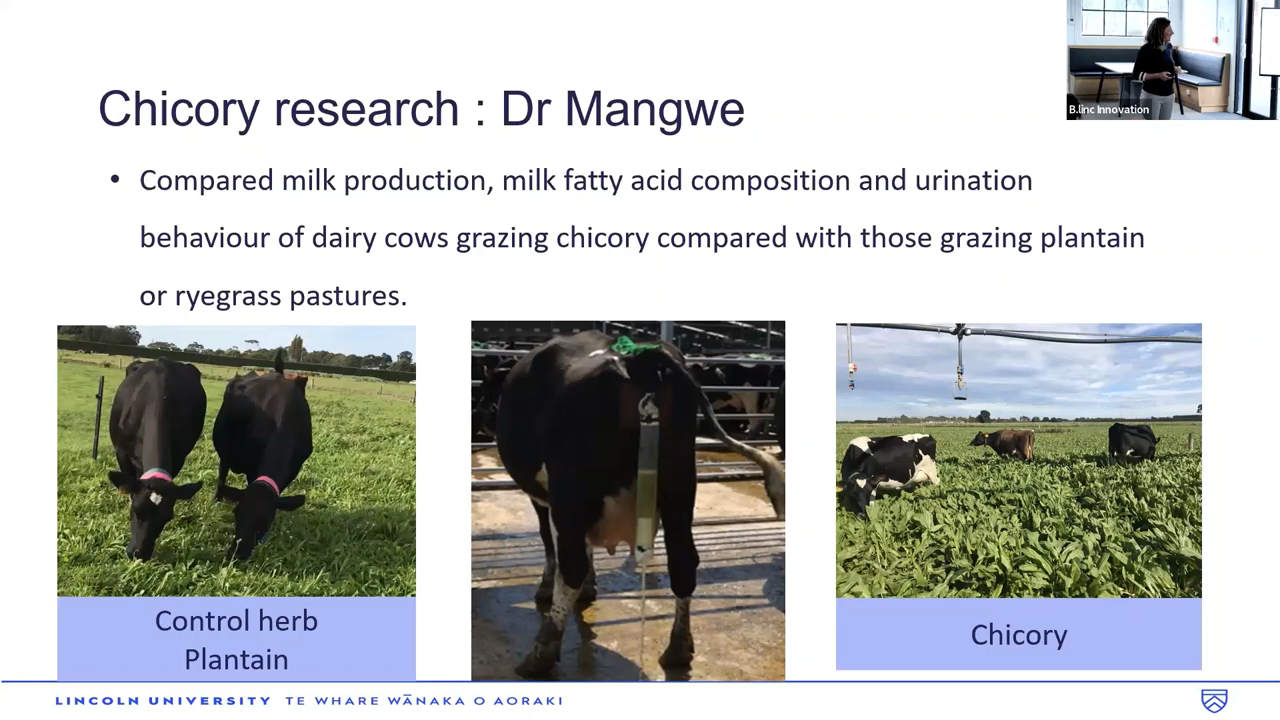 B.linc Innovation
Chicory research : Dr Mangwe
• Compared milk production, milk fatty acid composition and urination
behaviour of dairy cows grazing chicory compared with those grazing plantain
or ryegrass pastures.
Control herb
Plantain
Chicory
LINCOLN UNIVERSITY TE WHARE WĀNAKA O AORAKI